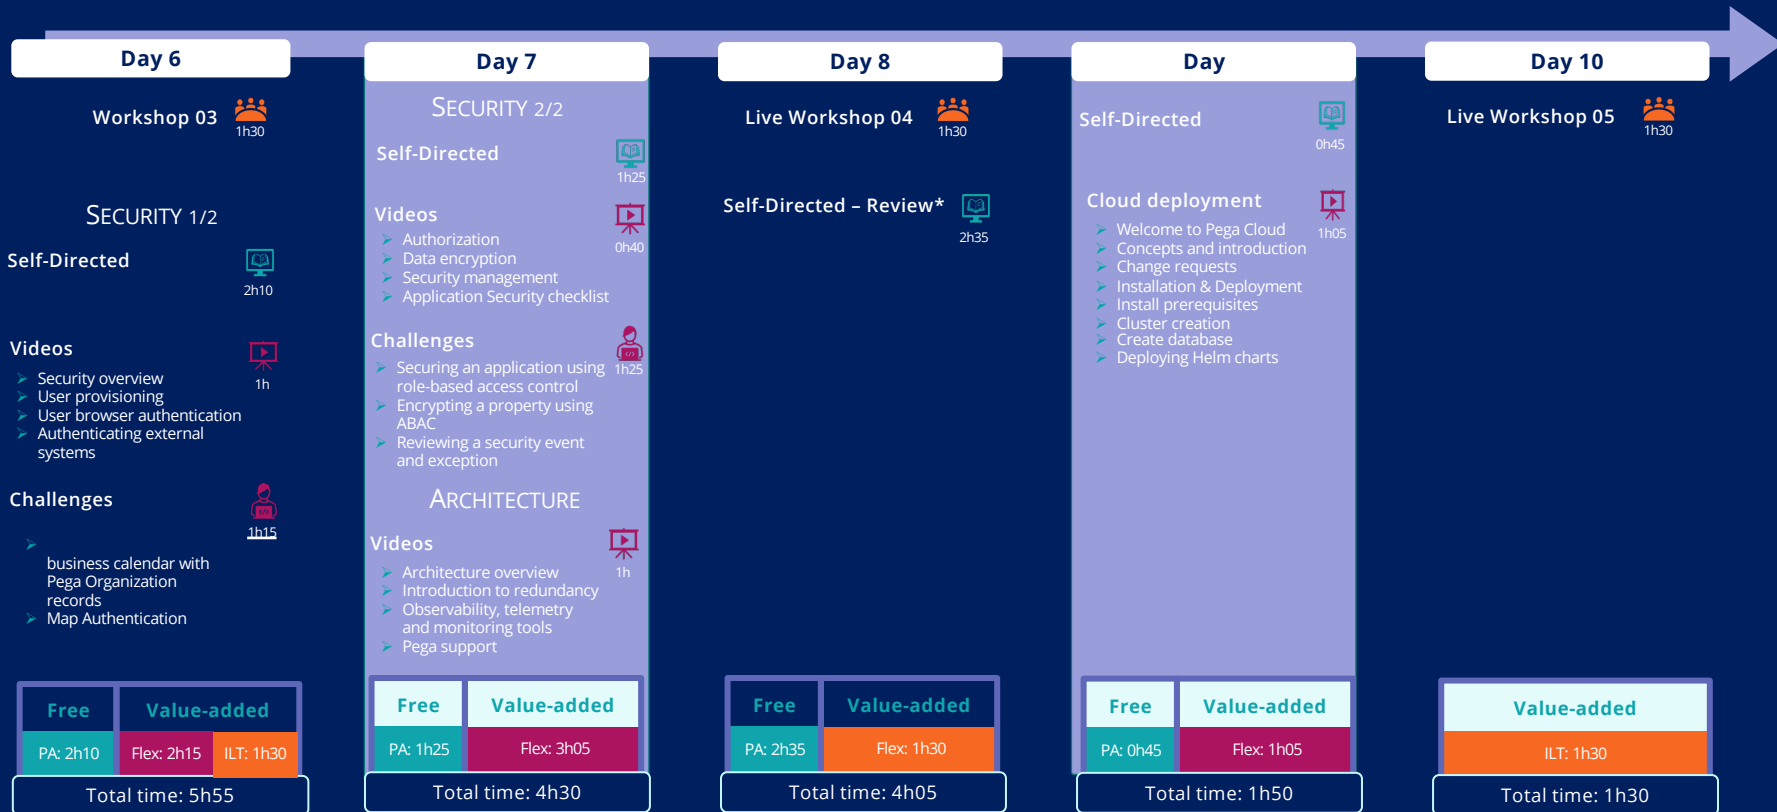 Day 6
Workshop 03
1h30
SECURITY 1/2
Self-Directed
2h10
Videos
1h
Security overview
User provisioning
User browser authentication
Authenticating external
systems
Challenges
1h15
business calendar with
Pega Organization
records
Map Authentication
Free
Value-added
PA: 2h10
Flex: 2h15
ILT: 1h30
Total time: 5h55
Day 7
SECURITY 2/2
Self-Directed
1h25
Videos
0h40
Authorization
Data encryption
Security management
Application Security checklist
Challenges
1h25
Securing an application using
role-based access control
Encrypting a property using
ABAC
Reviewing a security event
and exception
ARCHITECTURE
Videos
1h
Architecture overview
Introduction to redundancy
Observability, telemetry
and monitoring tools
Pega support
Free
Value-added
PA: 1h25
Flex: 3h05
Total time: 4h30
Day 8
Live Workshop 04
1h30
Self-Directed – Review*
2h35
Free
Value-added
PA: 2h35
Flex: 1h30
Total time: 4h05
Day
Self-Directed
0h45
Cloud deployment
1h05
Welcome to Pega Cloud
Concepts and introduction
Change requests
Installation & Deployment
Install prerequisites
Cluster creation
Create database
Deploying Helm charts
Free
Value-added
PA: 0h45
Flex: 1h05
Total time: 1h50
Day 10
Live Workshop 05
1h30
Value-added
ILT: 1h30
Total time: 1h30